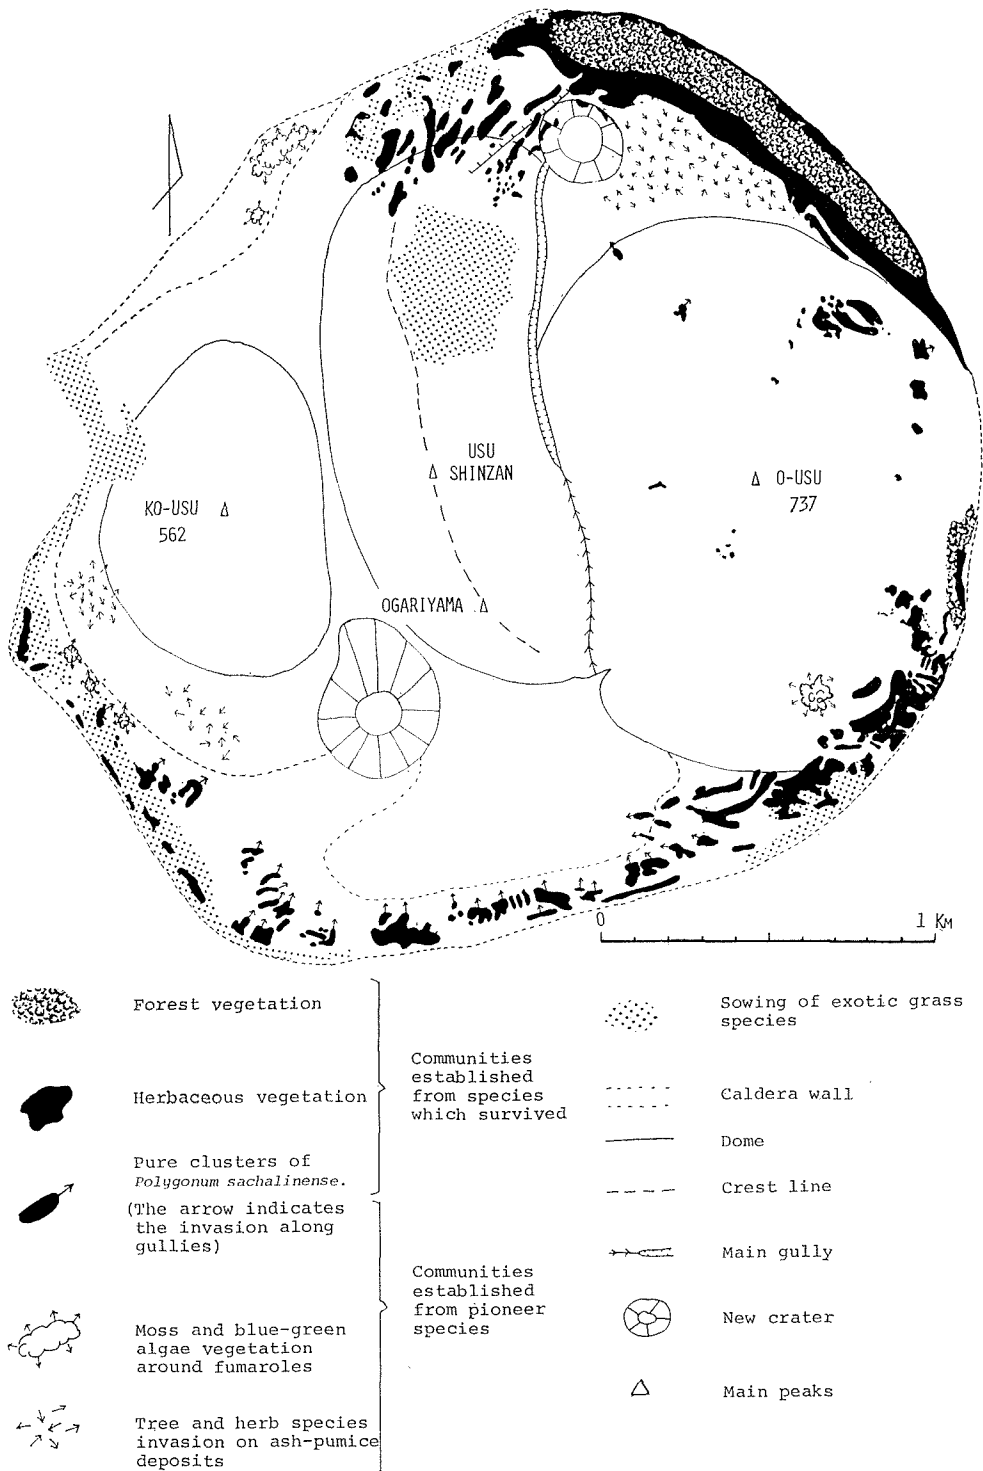 USU
SHINZAN
O-USU
737
KO-USU
562
OGARIYAMA
0
1 KM
Forest vegetation
Herbaceous vegetation
Pure clusters of
Polygonum sachalinense.
(The arrow indicates
the invasion along
gullies)
Moss and blue-green
algae vegetation
around fumaroles
Tree and herb species
invasion on ash-pumice
deposits
Communities
established
from species
which survived
Communities
established
from pioneer
species
Sowing of exotic grass
species
Caldera wall
Dome
Crest line
Main gully
New crater
Main peaks